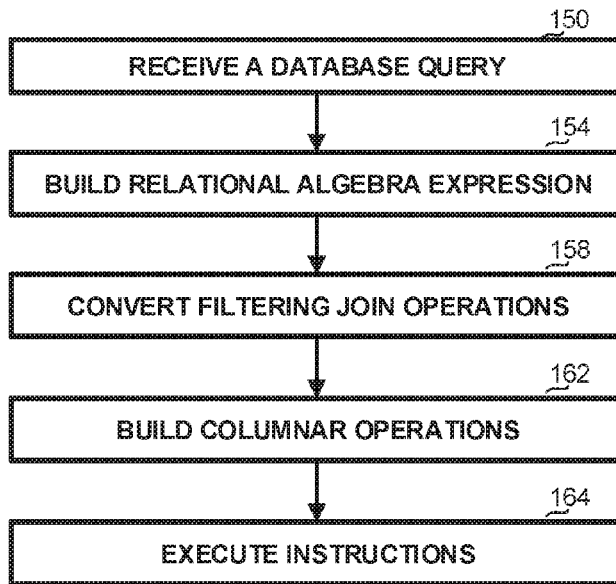 150
RECEIVE A DATABASE QUERY
154
BUILD RELATIONAL ALGEBRA EXPRESSION
158
CONVERT FILTERING JOIN OPERATIONS
162
BUILD COLUMNAR OPERATIONS
164
EXECUTE INSTRUCTIONS